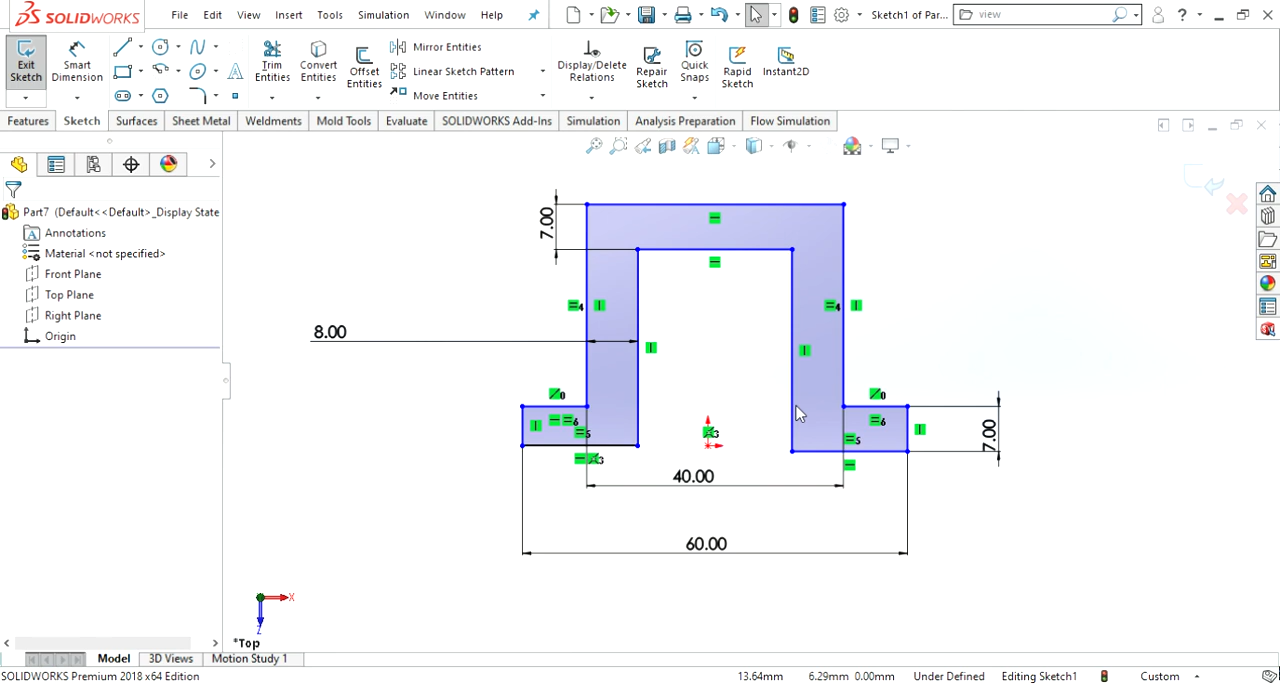 SOLIDWORKS
File Edit View Insert Tools Simulation Window Help
Sketch1 of Par...
view
Exit Sketch
Smart Dimension
Trim Entities
Convert Entities
Offset Entities
Mirror Entities
Linear Sketch Pattern
Move Entities
Display/Delete Relations
Repair Sketch
Quick Snaps
Rapid Sketch
Instant2D
Features Sketch Surfaces Sheet Metal Weldments Mold Tools Evaluate SOLIDWORKS Add-Ins Simulation Analysis Preparation Flow Simulation
Part7 (Default<<Default>_Display State
Annotations
Material <not specified>
Front Plane
Top Plane
Right Plane
Origin
7.00
8.00
7.00
40.00
60.00
X
Z
*Top
Model 3D Views Motion Study 1
SOLIDWORKS Premium 2018 x64 Edition
13.64mm 6.29mm 0.00mm Under Defined Editing Sketch1 Custom